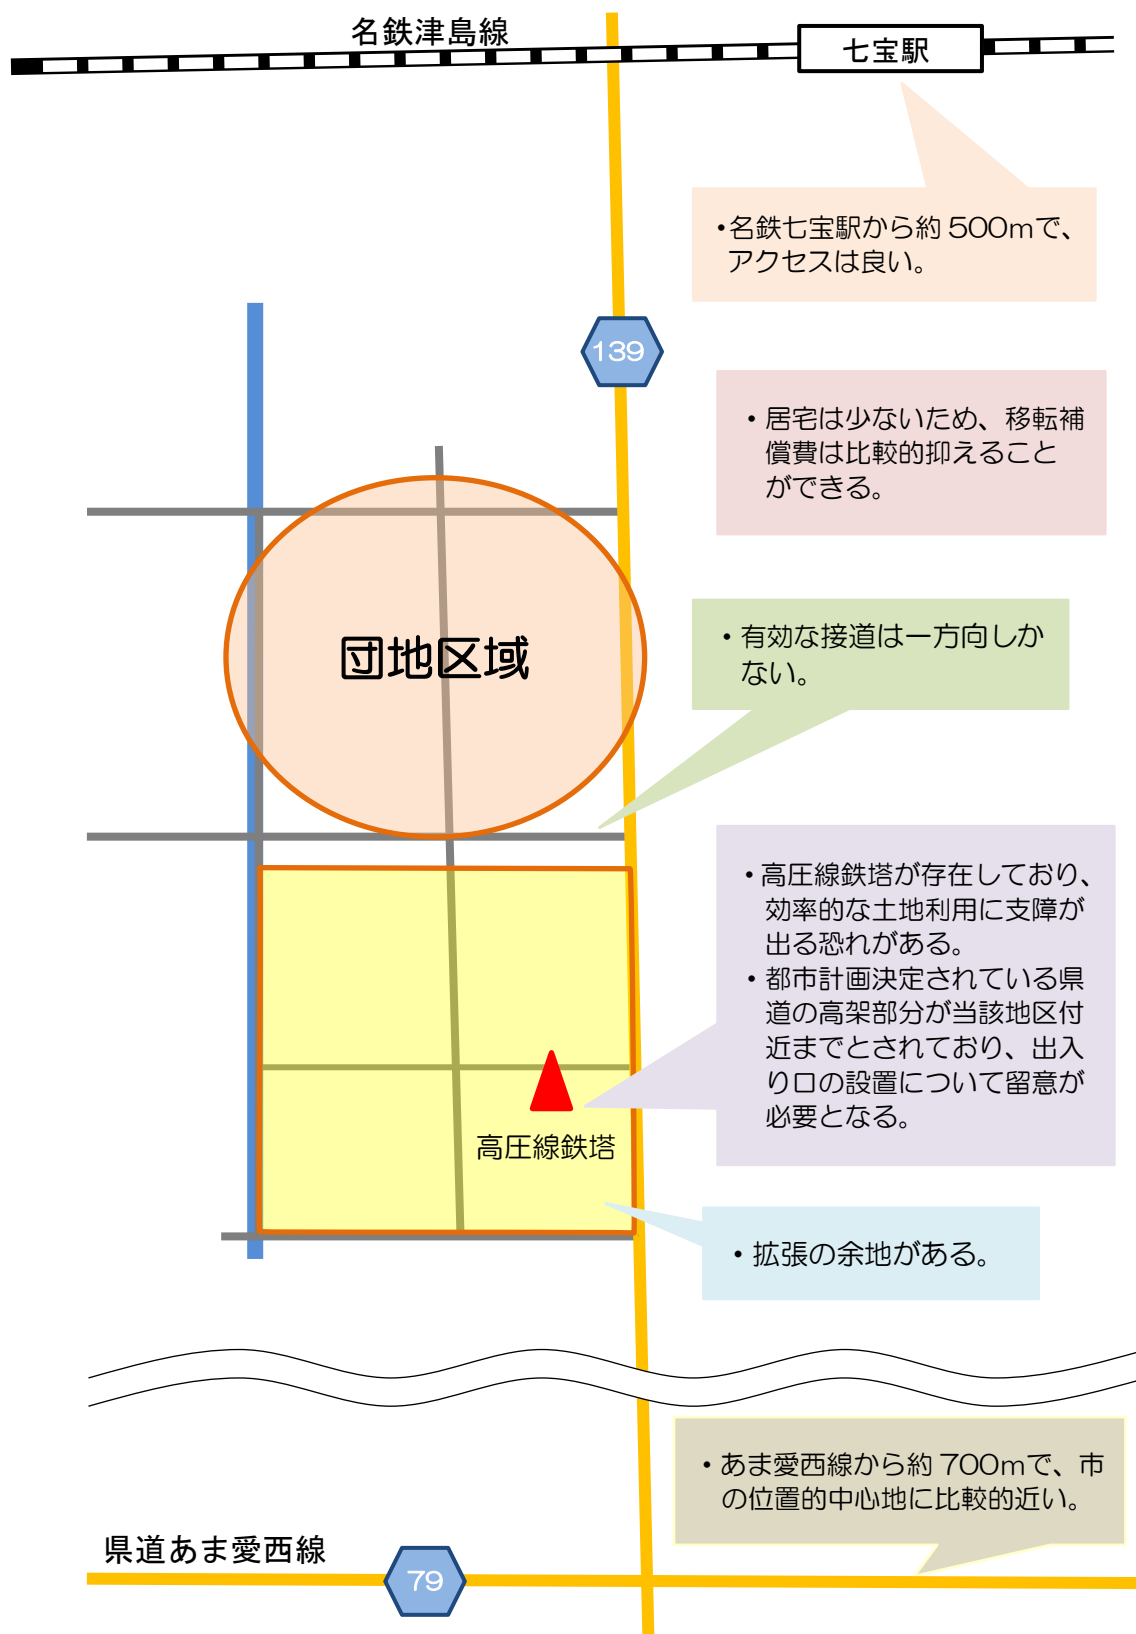 名鉄津島線
七宝駅
・名鉄七宝駅から約 500mで、
アクセスは良い。
139
・居宅は少ないため、移転補
償費は比較的抑えること
ができる。
団地区域
・有効な接道は一方向しか
ない。
・高圧線鉄塔が存在しており、
効率的な土地利用に支障が
出る恐れがある。
・都市計画決定されている県
道の高架部分が当該地区付
近までとされており、出入
り口の設置について留意が
必要となる。
高圧線鉄塔
・拡張の余地がある。
・あま愛西線から約 700mで、市
の位置的中心地に比較的近い。
県道あま愛西線
79